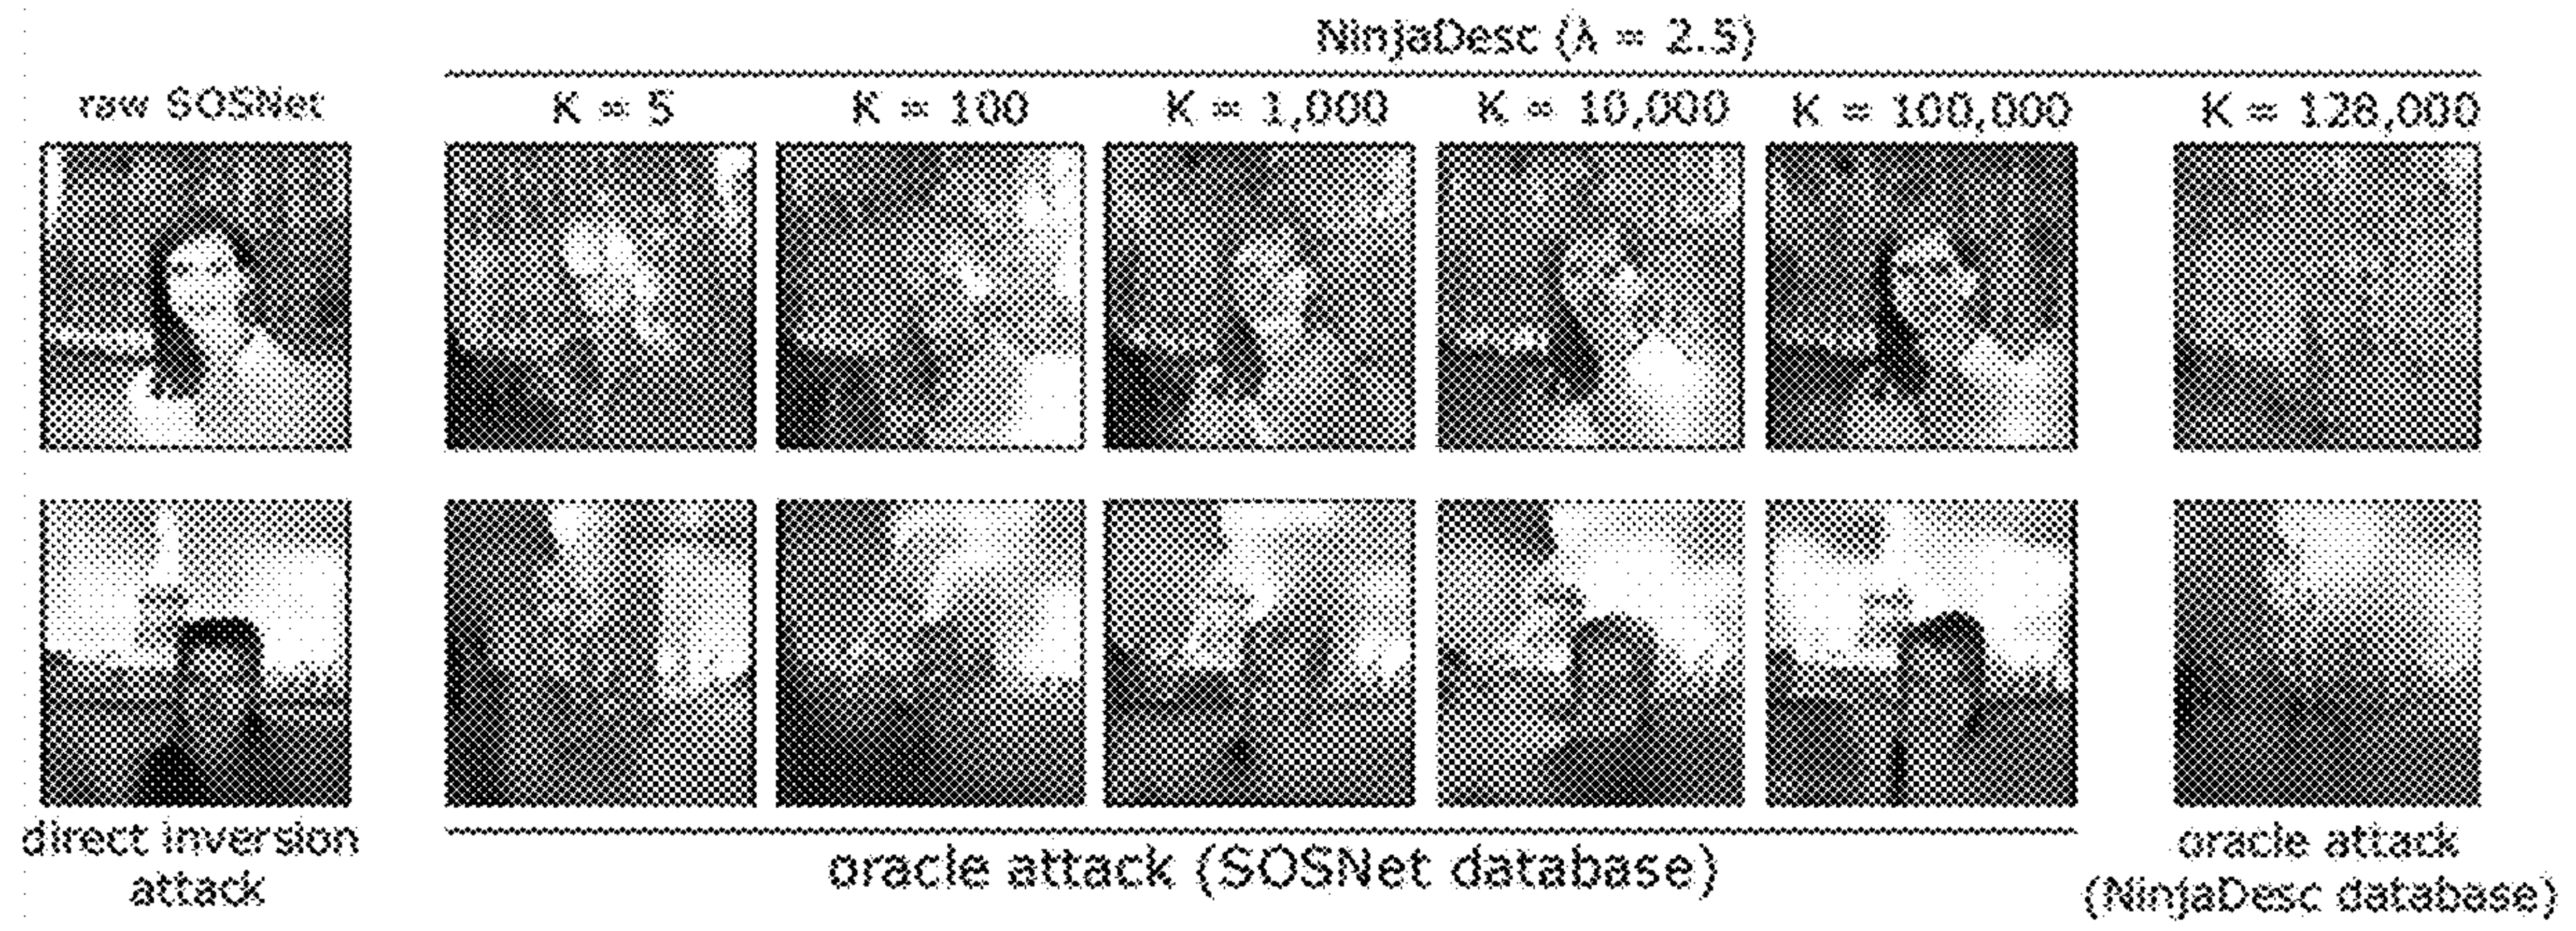 NinjaDesc (λ = 2.5)
raw SOSNet
K = 5
K = 100
K = 1,000
K = 10,000
K = 100,000
K = 128,000
direct inversion
attack
oracle attack (SOSNet database)
oracle attack
(NinjaDesc database)